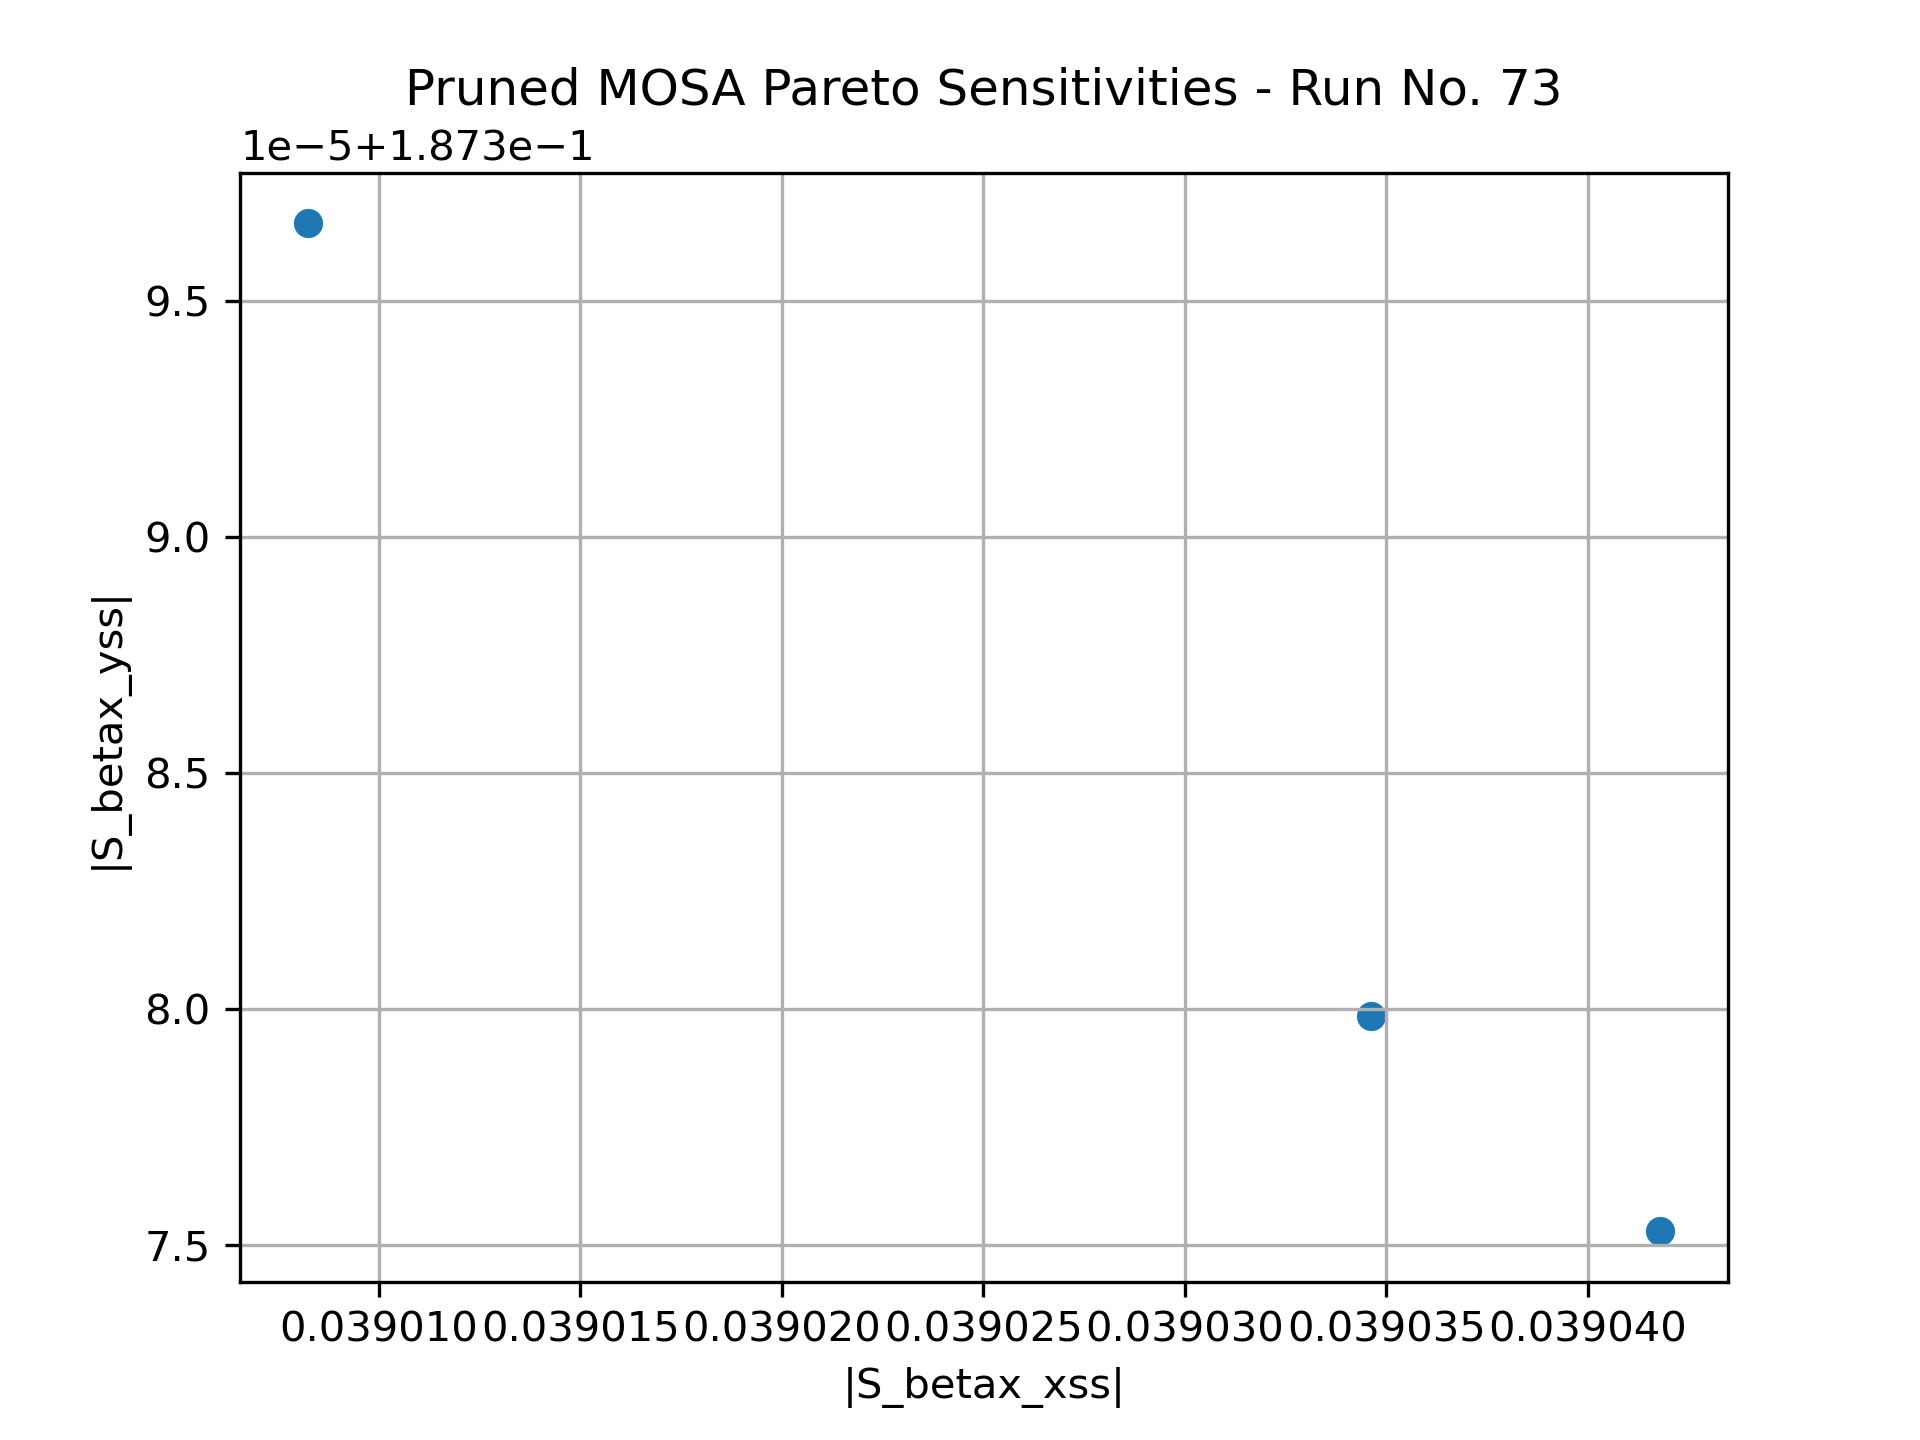 Pruned MOSA Pareto Sensitivities - Run No. 73
1e−5+1.873e−1
9.5
9.0
8.5
8.0
7.5
|S_betax_yss|
0.039010 0.039015 0.039020 0.039025 0.039030 0.039035 0.039040
|S_betax_xss|